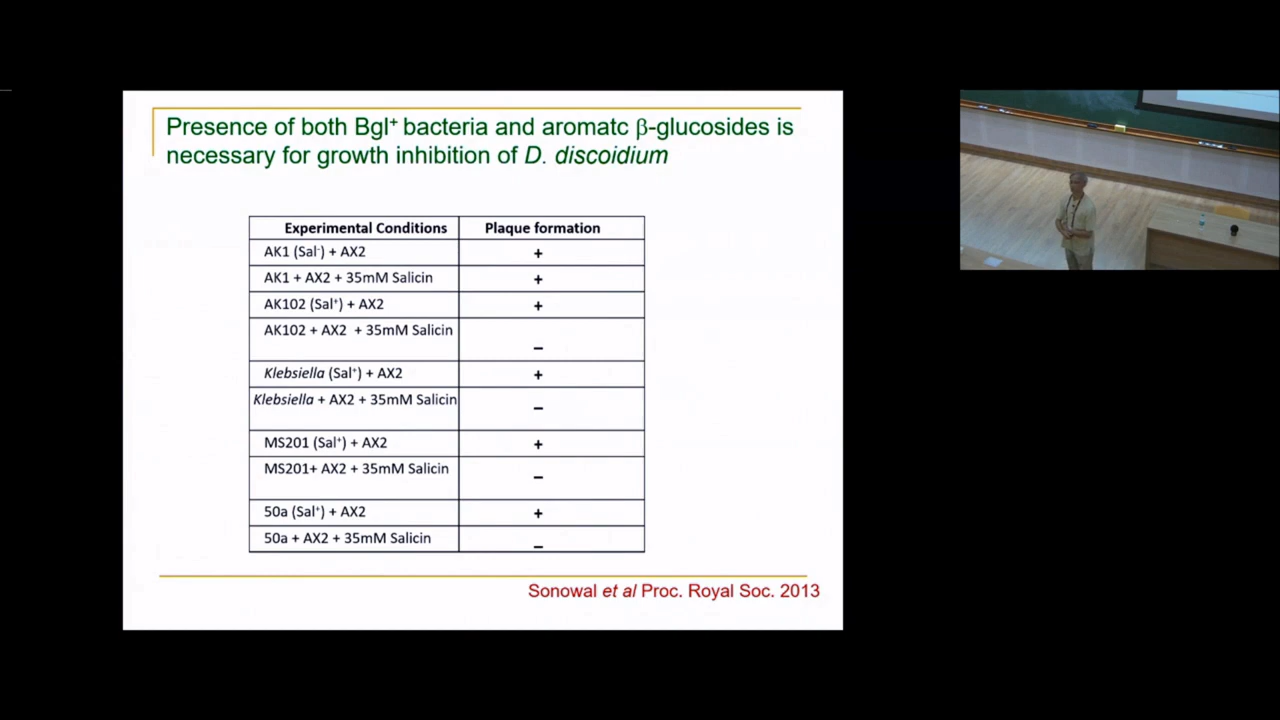 Presence of both Bgl⁺ bacteria and aromatc β-glucosides is
necessary for growth inhibition of D. discoidium
Experimental Conditions Plaque formation
AK1 (Sal⁻) + AX2 +
AK1 + AX2 + 35mM Salicin +
AK102 (Sal⁺) + AX2 +
AK102 + AX2 + 35mM Salicin −
Klebsiella (Sal⁺) + AX2 +
Klebsiella + AX2 + 35mM Salicin −
MS201 (Sal⁺) + AX2 +
MS201+ AX2 + 35mM Salicin −
50a (Sal⁺) + AX2 +
50a + AX2 + 35mM Salicin −
Sonowal et al Proc. Royal Soc. 2013